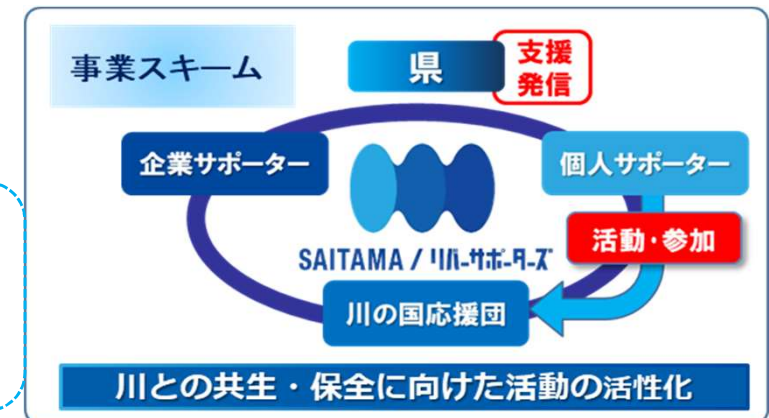 事業スキーム
県
支援
発信
企業サポーター
個人サポーター
活動・参加
SAITAMA / リバーサポーターズ
川の国応援団
川との共生・保全に向けた活動の活性化